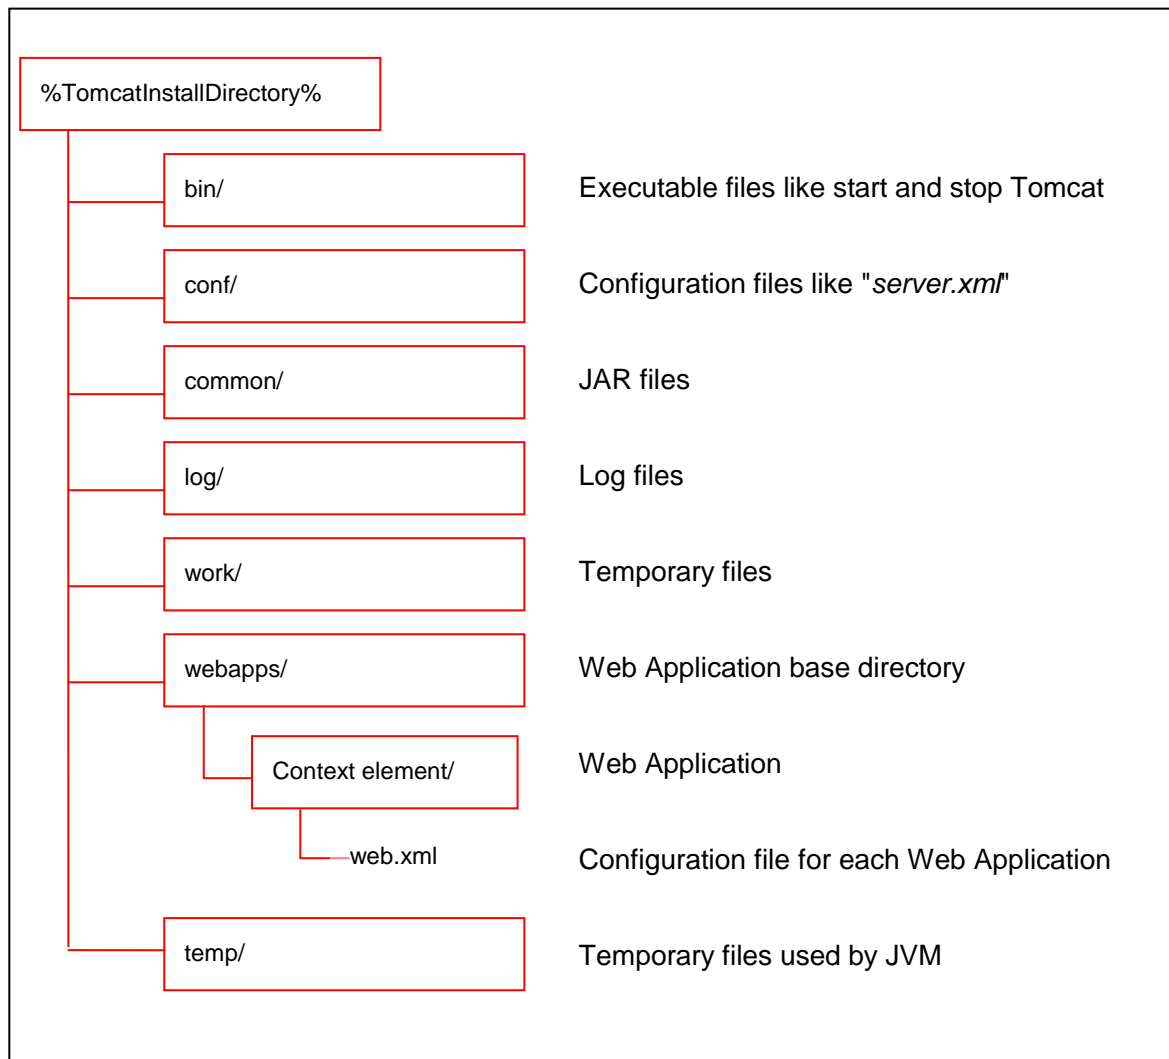 %TomcatInstallDirectory%
bin/ Executable files like start and stop Tomcat
conf/ Configuration files like "server.xml"
common/ JAR files
log/ Log files
work/ Temporary files
webapps/ Web Application base directory
Context element/ Web Application
web.xml Configuration file for each Web Application
temp/ Temporary files used by JVM